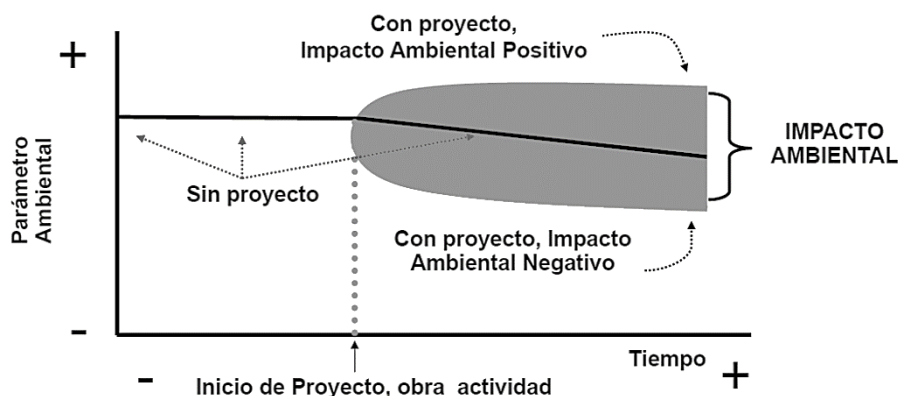 Con proyecto,
Impacto Ambiental Positivo
+
IMPACTO
AMBIENTAL
Parámetro
Ambiental
Sin proyecto
Con proyecto, Impacto
Ambiental Negativo
-
Tiempo
-
+
Inicio de Proyecto, obra actividad